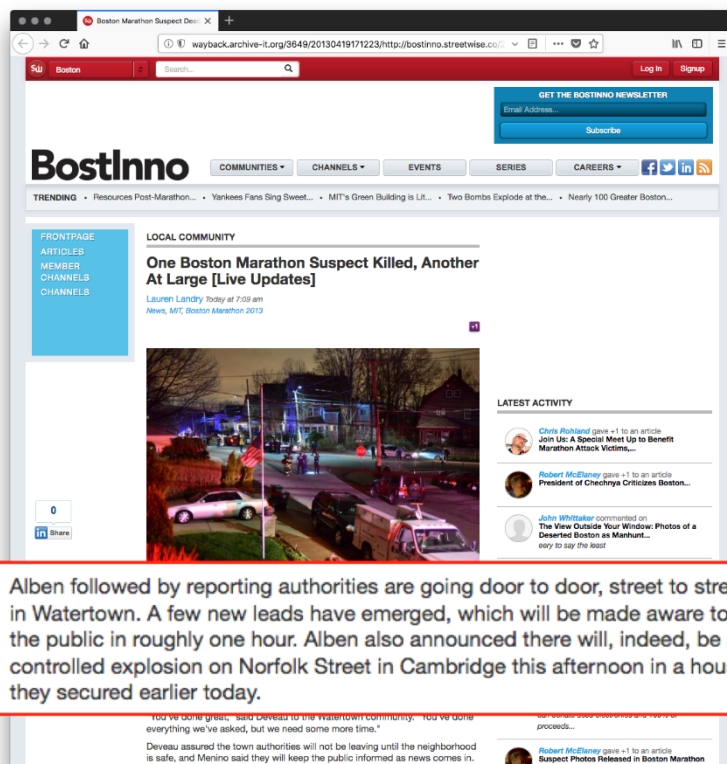 Boston Marathon Suspect Dead
wayback.archive-it.org/3649/20130419171223/http://bostinno.streetwise.co/2
Boston
Search...
Log In Signup
GET THE BOSTINNO NEWSLETTER
Email Address...
Subscribe
BostInno
COMMUNITIES CHANNELS EVENTS SERIES CAREERS
TRENDING • Resources Post-Marathon... • Yankees Fans Sing Sweet... • MIT's Green Building is Lit... • Two Bombs Explode at the... • Nearly 100 Greater Boston...
FRONTPAGE
ARTICLES
MEMBER
CHANNELS
CHANNELS
LOCAL COMMUNITY
One Boston Marathon Suspect Killed, Another
At Large [Live Updates]
Lauren Landry Today at 7:09 am
News, MIT, Boston Marathon 2013
+1
0
in Share
LATEST ACTIVITY
Chris Rohland gave +1 to an article
Join Us: A Special Meet Up to Benefit
Marathon Attack Victims,...
Robert McElaney gave +1 to an article
President of Chechnya Criticizes Boston...
John Whittaker commented on
The View Outside Your Window: Photos of a
Deserted Boston as Manhunt...
eery to say the least
Alben followed by reporting authorities are going door to door, street to stre
in Watertown. A few new leads have emerged, which will be made aware to
the public in roughly one hour. Alben also announced there will, indeed, be
controlled explosion on Norfolk Street in Cambridge this afternoon in a hou
they secured earlier today.
"You've done great," said Deveau to the Watertown community. "You've done
everything we've asked, but we need some more time."
Deveau assured the town authorities will not be leaving until the neighborhood
is safe, and Menino said they will keep the public informed as news comes in.
proceeds...
Robert McElaney gave +1 to an article
Suspect Photos Released in Boston Marathon